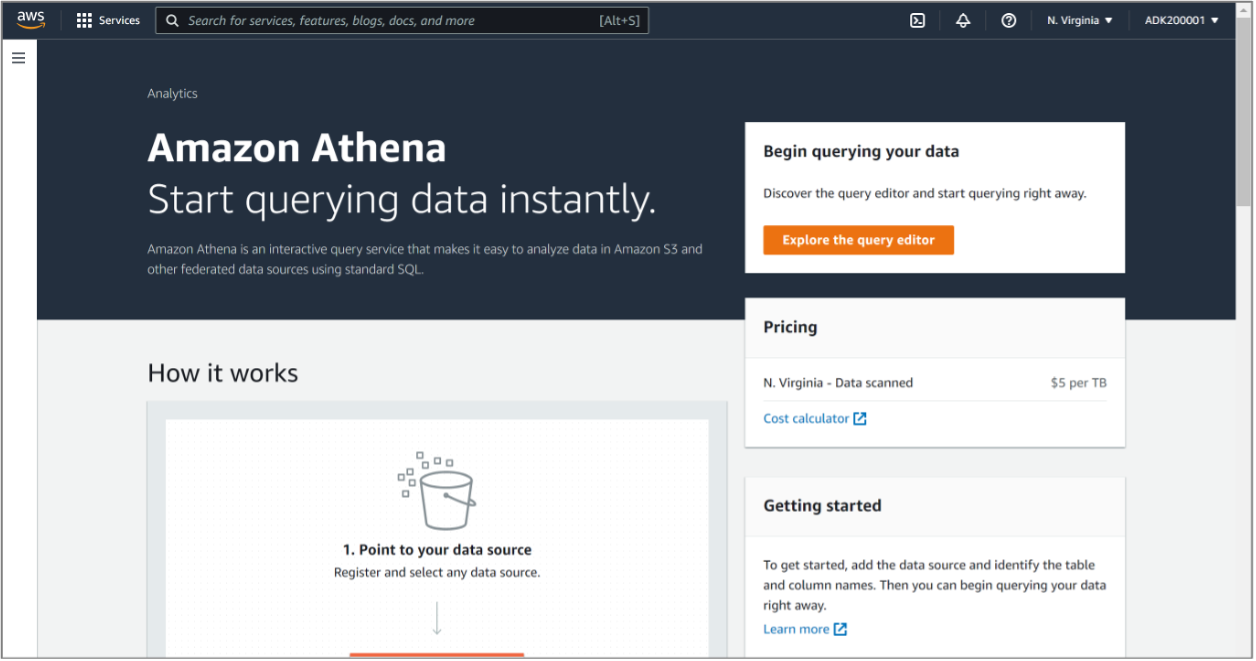 aws
Services
Search for services, features, blogs, docs, and more
[Alt+S]
N. Virginia
ADK200001
Analytics
Amazon Athena
Start querying data instantly.
Amazon Athena is an interactive query service that makes it easy to analyze data in Amazon S3 and
other federated data sources using standard SQL.
Begin querying your data
Discover the query editor and start querying right away.
Explore the query editor
Pricing
N. Virginia - Data scanned
$5 per TB
Cost calculator
How it works
1. Point to your data source
Register and select any data source.
Getting started
To get started, add the data source and identify the table
and column names. Then you can begin querying your data
right away.
Learn more